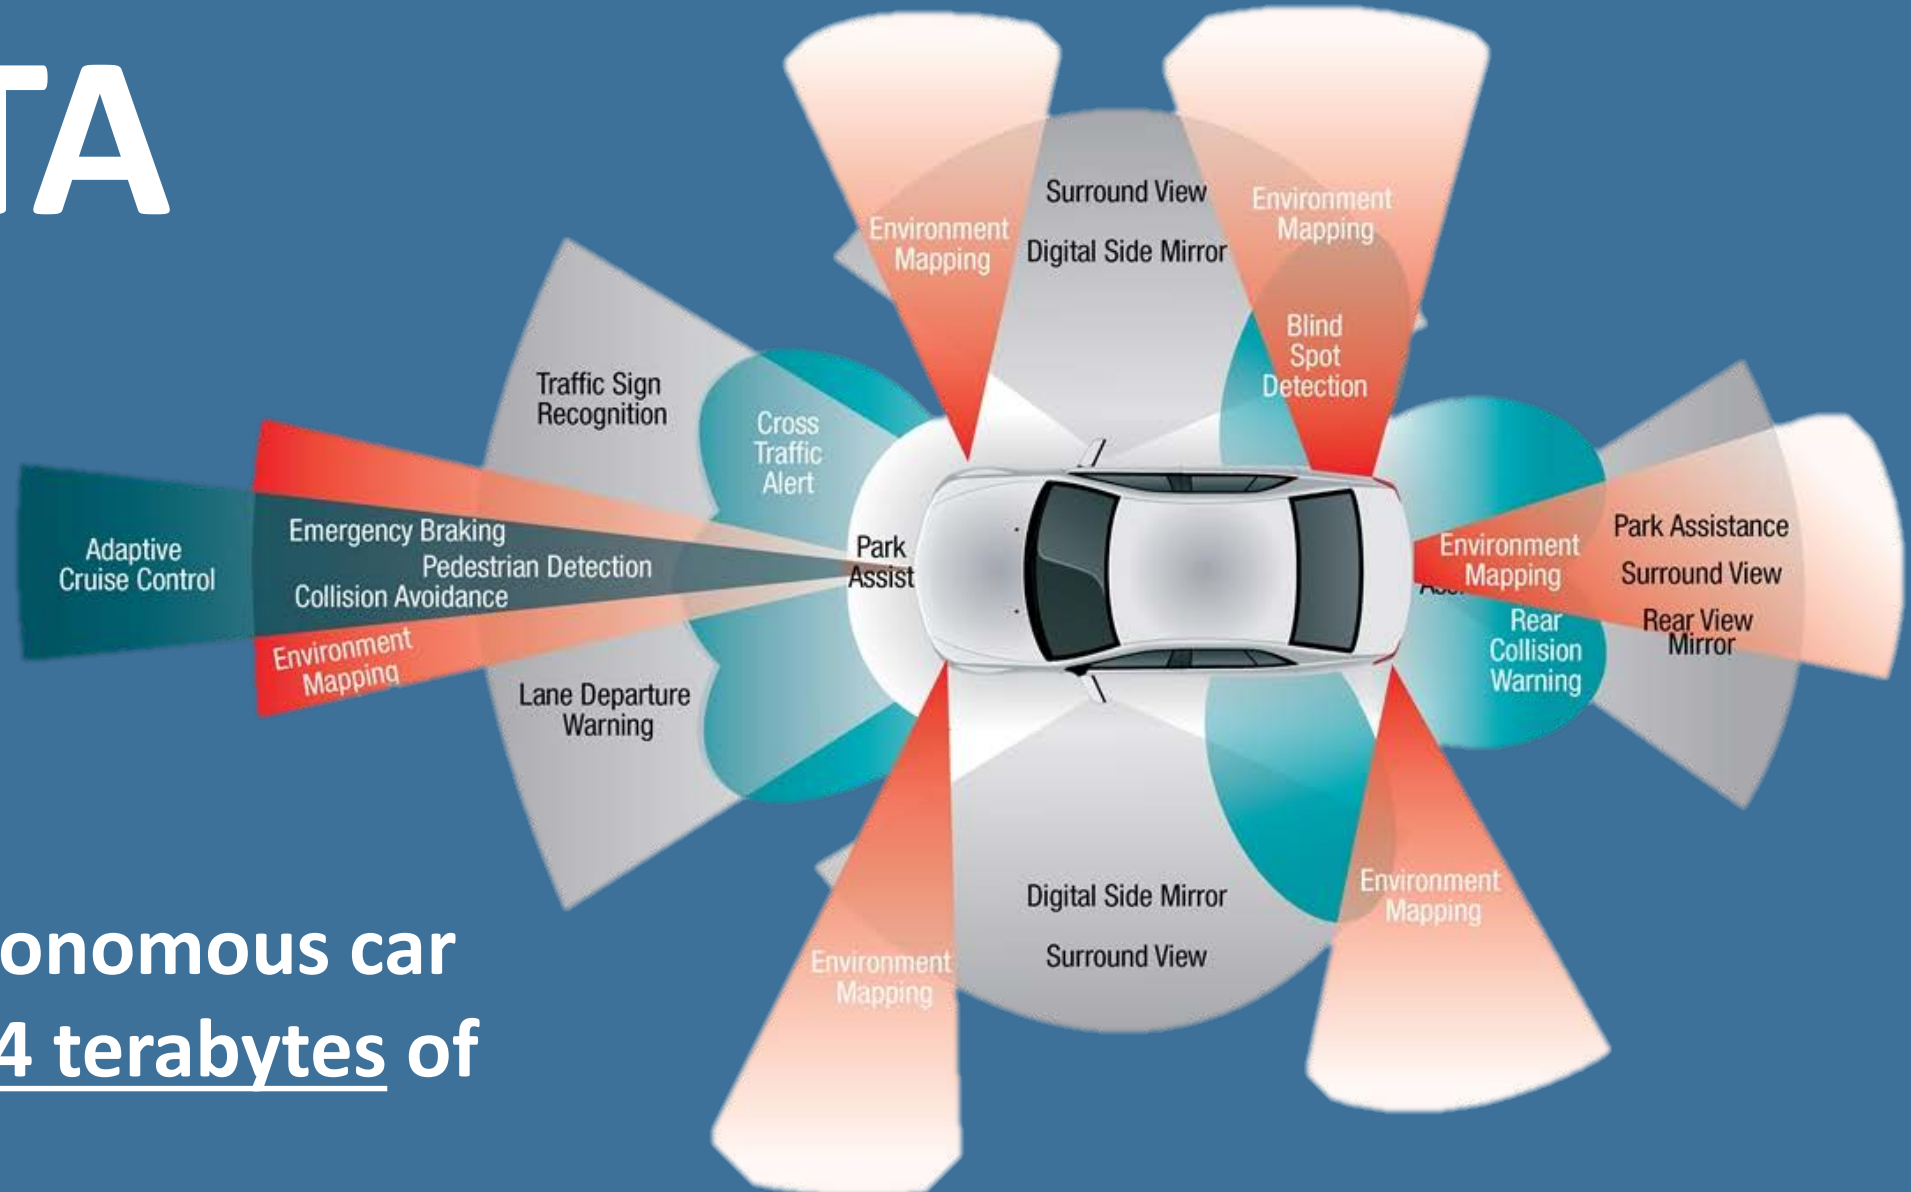 TA
Surround View
Digital Side Mirror
Environment
Mapping
Environment
Mapping
Blind
Spot
Detection
Traffic Sign
Recognition
Cross
Traffic
Alert
Adaptive
Cruise Control
Emergency Braking
Pedestrian Detection
Collision Avoidance
Environment
Mapping
Park
Assist
Environment
Mapping
Park Assistance
Surround View
Rear View
Mirror
Rear
Collision
Warning
Lane Departure
Warning
Digital Side Mirror
Surround View
Environment
Mapping
Environment
Mapping
onomous car
4 terabytes of